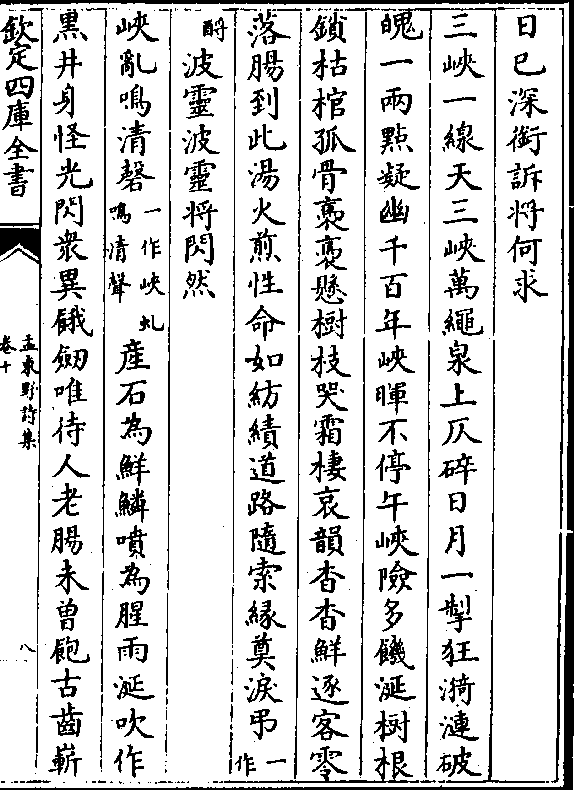 日已深銜訴將何求
三峽一線天三峽萬繩泉上仄碎日月一掣狂漪漣破
魄一兩點凝幽千百年峽暉不停午峽險多饑涎樹根
鎖枯棺孤骨褭褭懸樹枝哭霜棲哀韻杳杳鮮逐客零
落腸到此湯火煎性命如紡績道路隨索緣奠淚弔一作
酹波靈波靈將閃然
峽亂鳴清磬一作峽虬鳴清聲產石為鮮鱗噴為腥雨涎吹作
黒井身怪光閃衆異餓劒唯待人老腸未曾飽古齒嶄
欽定四庫全書
孟東野詩集
卷十
八